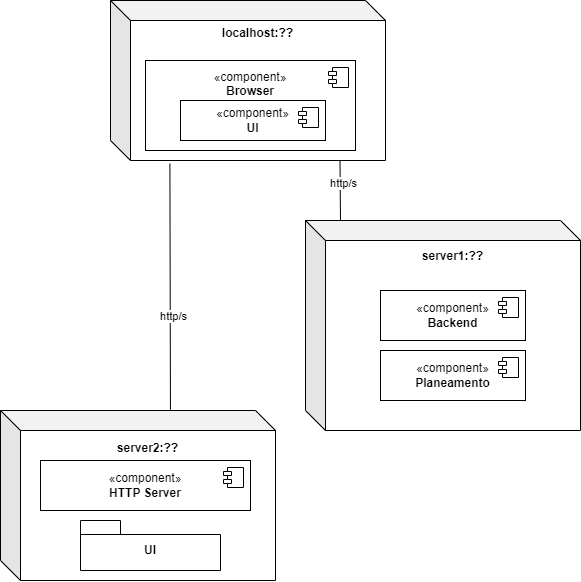 localhost:??
«component»
Browser
«component»
UI
http/s
http/s
server1:??
«component»
Backend
«component»
Planeamento
server2:??
«component»
HTTP Server
UI